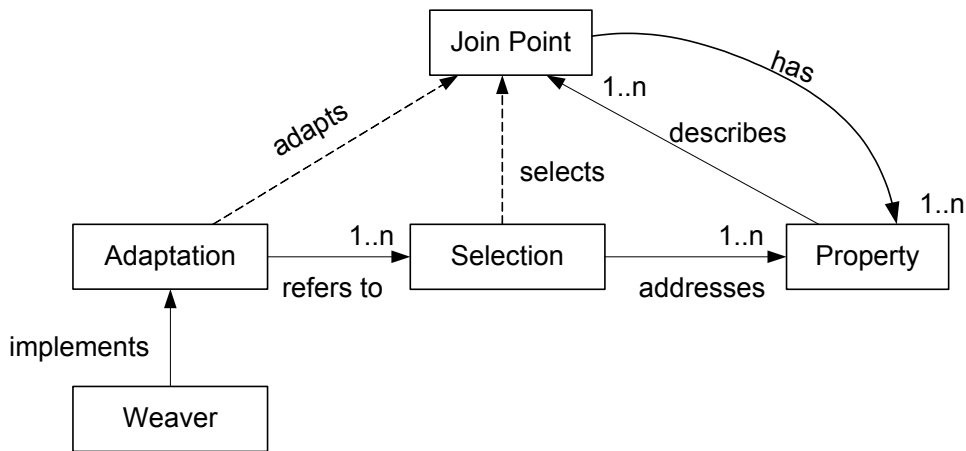 Join Point
has
1..n
adapts
describes
selects
1..n
1..n
1..n
Adaptation
Selection
Property
refers to
addresses
implements
Weaver